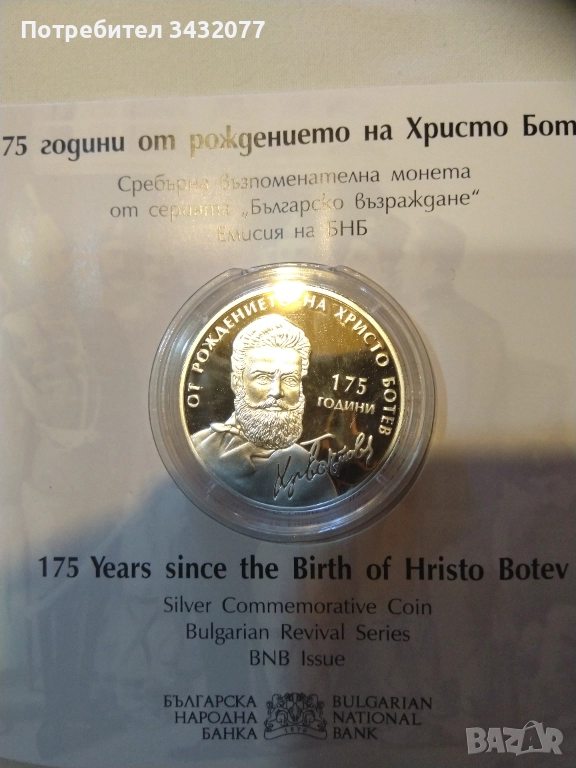 Потребител 3432077
75 години от рождението на Христо Бот
Сребърна възпоменателна монета
от серията „Българско възраждане“
Емисия на БНБ
ОТ РОЖДЕНИЕТО НА ХРИСТО БОТЕВ
175
ГОДИНИ
175 Years since the Birth of Hristo Botev
Silver Commemorative Coin
Bulgarian Revival Series
BNB Issue
БЪЛГАРСКА
НАРОДНА
БАНКА
BULGARIAN
NATIONAL
BANK
BAZAR